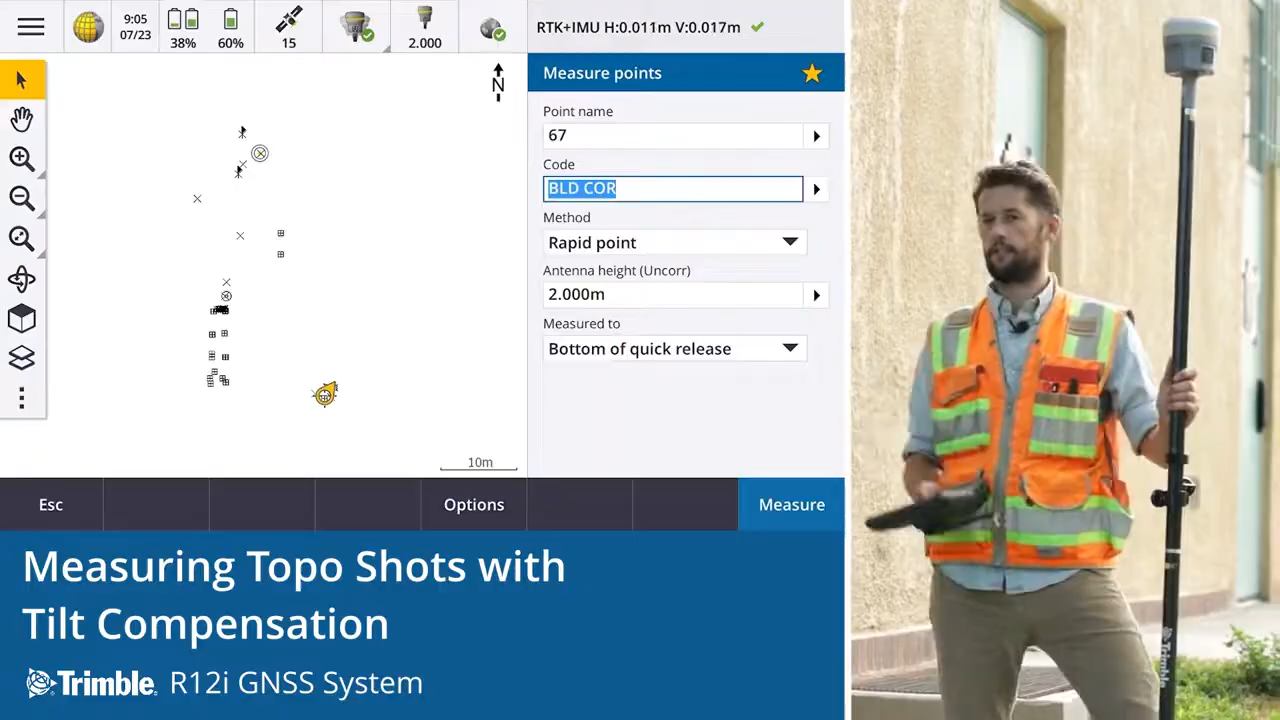 9:05
07/23
38%
60%
15
2.000
RTK+IMU H:0.011m V:0.017m
N
10m
Measure points
Point name
67
Code
BLD COR
Method
Rapid point
Antenna height (Uncorr)
2.000m
Measured to
Bottom of quick release
Esc
Options
Measure
Measuring Topo Shots with
Tilt Compensation
Trimble. R12i GNSS System
Trimble